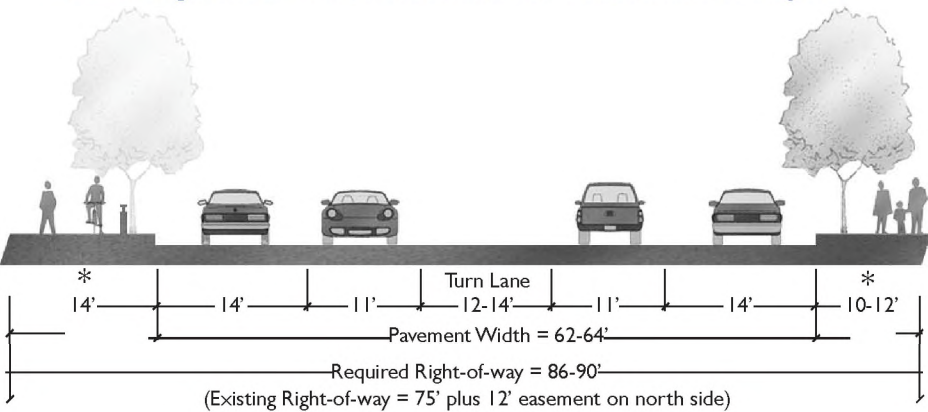 * Turn Lane *
14' 14' 11' 12-14' 11' 14' 10-12'
Pavement Width = 62-64'
Required Right-of-way = 86-90'
(Existing Right-of-way = 75' plus 12' easement on north side)